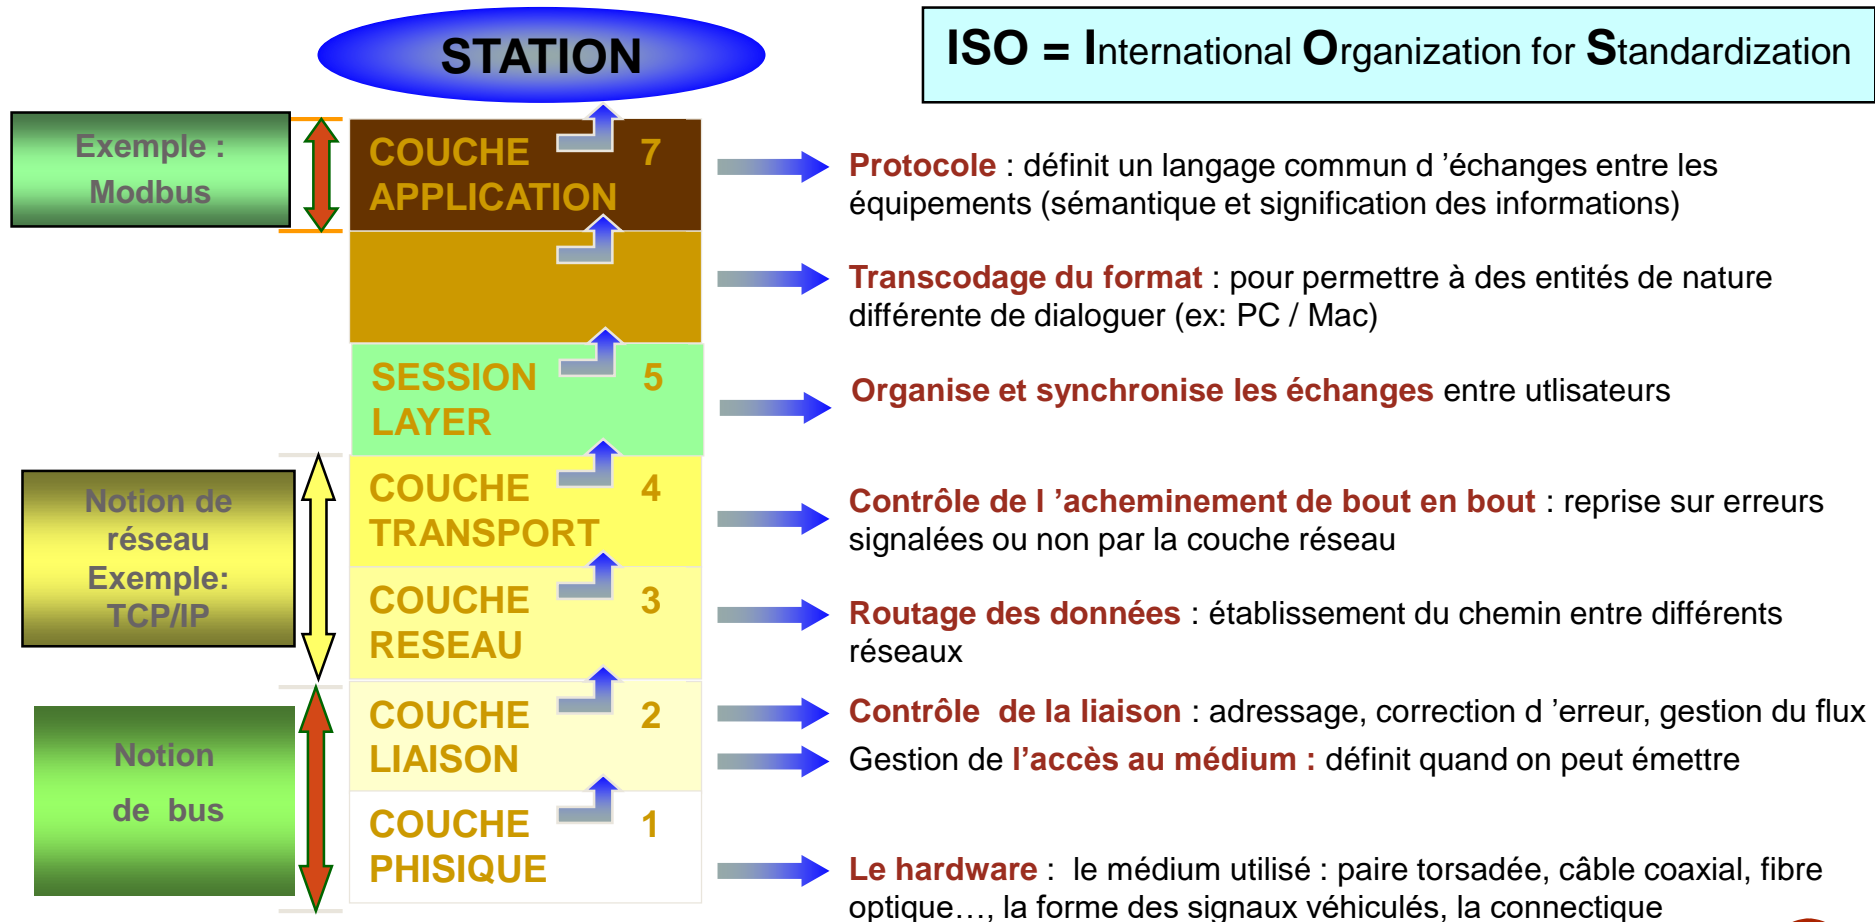 STATION
ISO = International Organization for Standardization
Exemple :
Modbus
COUCHE 7
APPLICATION
Protocole : définit un langage commun d ’échanges entre les
équipements (sémantique et signification des informations)
Transcodage du format : pour permettre à des entités de nature
différente de dialoguer (ex: PC / Mac)
SESSION 5
LAYER
Organise et synchronise les échanges entre utlisateurs
Notion de
réseau
Exemple:
TCP/IP
COUCHE 4
TRANSPORT
Contrôle de l ’acheminement de bout en bout : reprise sur erreurs
signalées ou non par la couche réseau
COUCHE 3
RESEAU
Routage des données : établissement du chemin entre différents
réseaux
Notion
de bus
COUCHE 2
LIAISON
Contrôle de la liaison : adressage, correction d ’erreur, gestion du flux
Gestion de l’accès au médium : définit quand on peut émettre
COUCHE 1
PHISIQUE
Le hardware : le médium utilisé : paire torsadée, câble coaxial, fibre
optique…, la forme des signaux véhiculés, la connectique